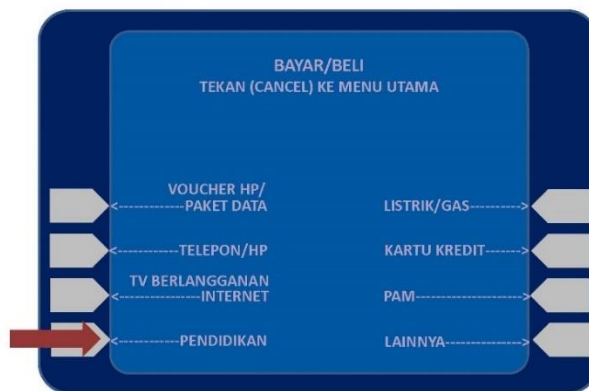 BAYAR/BELI
TEKAN (CANCEL) KE MENU UTAMA
VOUCHER HP/
<------------PAKET DATA
LISTRIK/GAS---------->
<-----------TELEPON/HP
KARTU KREDIT-------->
TV BERLANGGANAN
<---------------INTERNET
PAM-------------------->
<-----------PENDIDIKAN
LAINNYA--------------->